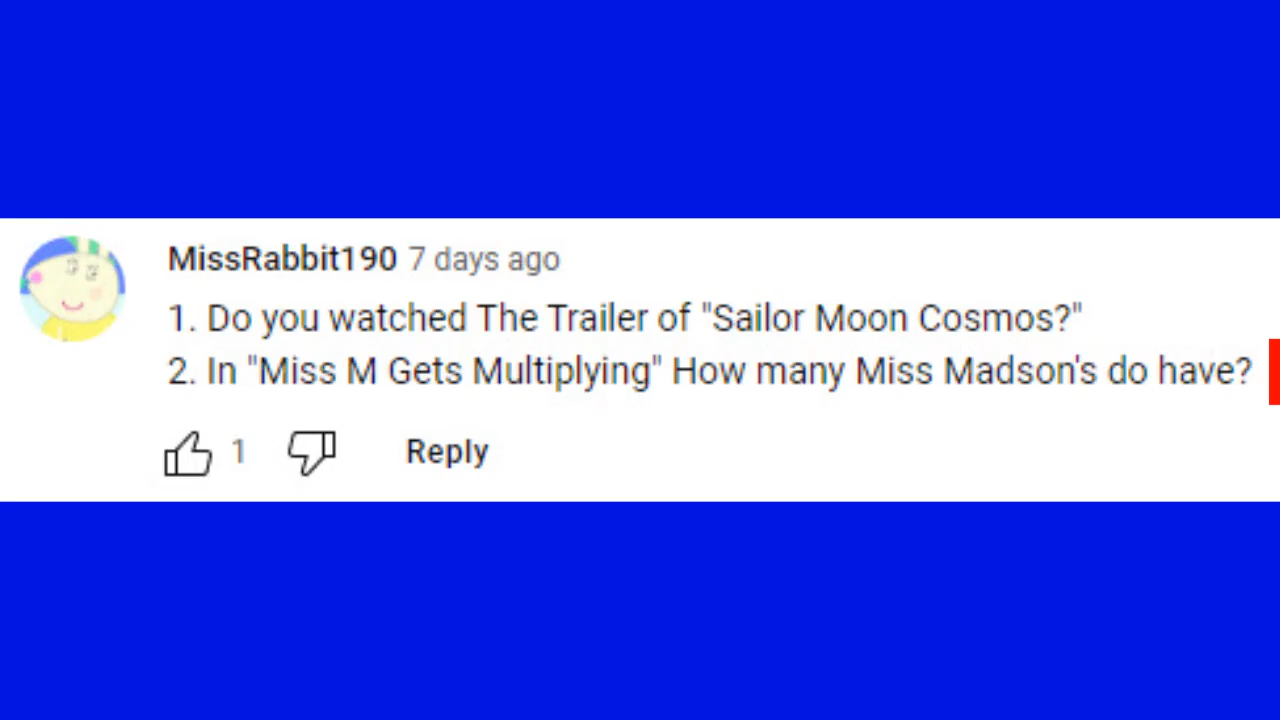 MissRabbit190 7 days ago
1. Do you watched The Trailer of "Sailor Moon Cosmos?"
2. In "Miss M Gets Multiplying" How many Miss Madson's do have?
1 Reply